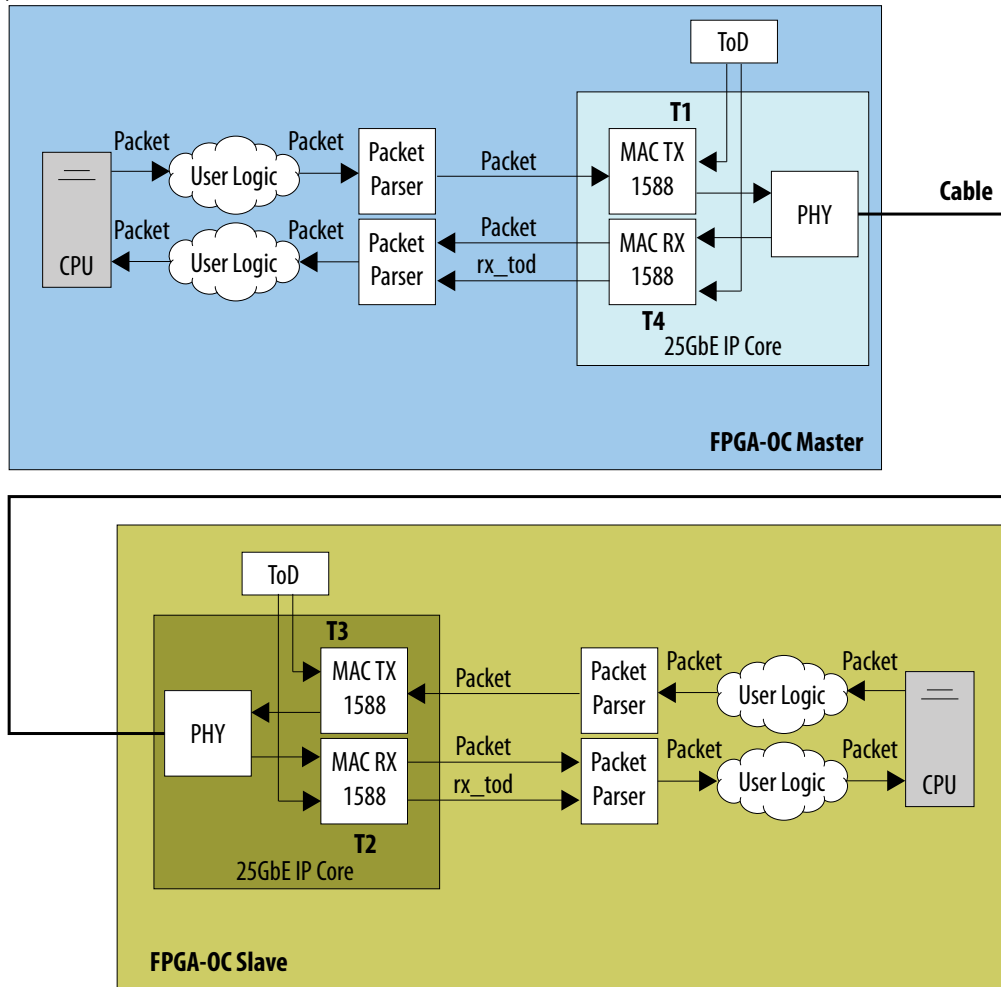 ToD
T1
Packet
Packet
User Logic
Packet
Parser
Packet
MAC TX
1588
PHY
Cable
CPU
Packet
Packet
User Logic
Packet
Parser
Packet
rx_tod
MAC RX
1588
T4
25GbE IP Core
FPGA-OC Master
ToD
T3
MAC TX
1588
Packet
Packet
Parser
Packet
User Logic
Packet
PHY
MAC RX
1588
Packet
rx_tod
Packet
Parser
Packet
User Logic
Packet
CPU
T2
25GbE IP Core
FPGA-OC Slave